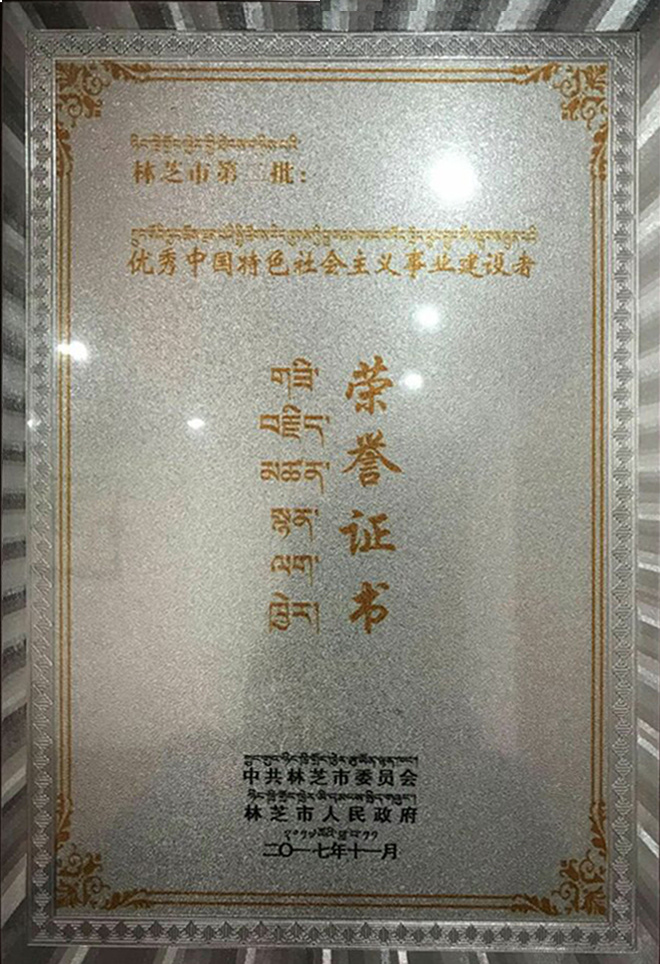 林芝市第二批：
优秀中国特色社会主义事业建设者
གཟི་
བརྗིད་
མཚན་
སྙན་
ལག་
ཁྱེར།
荣誉证书
中共林芝市委员会
林芝市人民政府
༢༠༡༧ལོའི་ཟླ་བ་༡༡
二〇一七年十一月